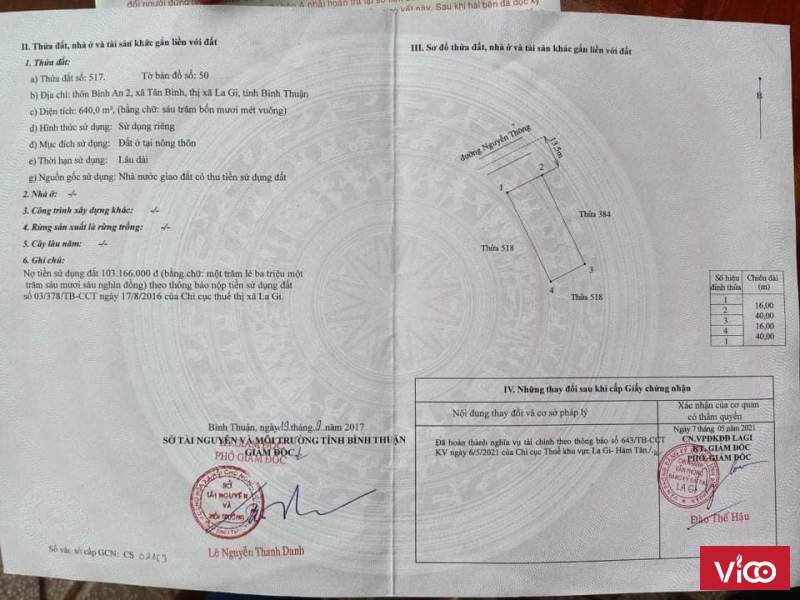 II. Thửa đất, nhà ở và tài sản khác gắn liền với đất
1. Thửa đất:
a) Thửa đất số: 517. Tờ bản đồ số: 50
b) Địa chỉ: thôn Bình An 2, xã Tân Bình, thị xã La Gi, tỉnh Bình Thuận
c) Diện tích: 640,0 m², (bằng chữ: sáu trăm bốn mươi mét vuông)
d) Hình thức sử dụng: Sử dụng riêng
đ) Mục đích sử dụng: Đất ở tại nông thôn
e) Thời hạn sử dụng: Lâu dài
g) Nguồn gốc sử dụng: Nhà nước giao đất có thu tiền sử dụng đất
2. Nhà ở: -/-
3. Công trình xây dựng khác: -/-
4. Rừng sản xuất là rừng trồng: -/-
5. Cây lâu năm: -/-
6. Ghi chú:
Nợ tiền sử dụng đất 103.166.000 đ (bằng chữ: một trăm lẻ ba triệu một
trăm sáu mươi sáu nghìn đồng) theo thông báo nộp tiền sử dụng đất
số 03/378/TB-CCT ngày 17/8/2016 của Chi cục thuế thị xã La Gi.
Bình Thuận, ngày 19 tháng 9 năm 2017
SỞ TÀI NGUYÊN VÀ MÔI TRƯỜNG TỈNH BÌNH THUẬN
GIÁM ĐỐC
PHÓ GIÁM ĐỐC
SỞ
TÀI NGUYÊN
VÀ
MÔI TRƯỜNG
Lê Nguyễn Thanh Danh
Số vào sổ cấp GCN: CS
III. Sơ đồ thửa đất, nhà ở và tài sản khác gắn liền với đất
B
đường Nguyễn Thông
13,5m
1
2
Thửa 384
Thửa 518
3
4
Thửa 518
Số hiệu đỉnh thửa
Chiều dài (m)
1
16,00
2
40,00
3
16,00
4
40,00
1
IV. Những thay đổi sau khi cấp Giấy chứng nhận
Nội dung thay đổi và cơ sở pháp lý
Xác nhận của cơ quan
có thẩm quyền
Đã hoàn thành nghĩa vụ tài chính theo thông báo số 643/TB-CCT
KV ngày 6/5/2021 của Chi cục Thuế khu vực La Gi- Hàm Tân
Ngày 7 tháng 05 năm 2021
CN.VPĐKĐĐ LAGI
KT. GIÁM ĐỐC
PHÓ GIÁM ĐỐC
Đào Thế Hậu
ViCO